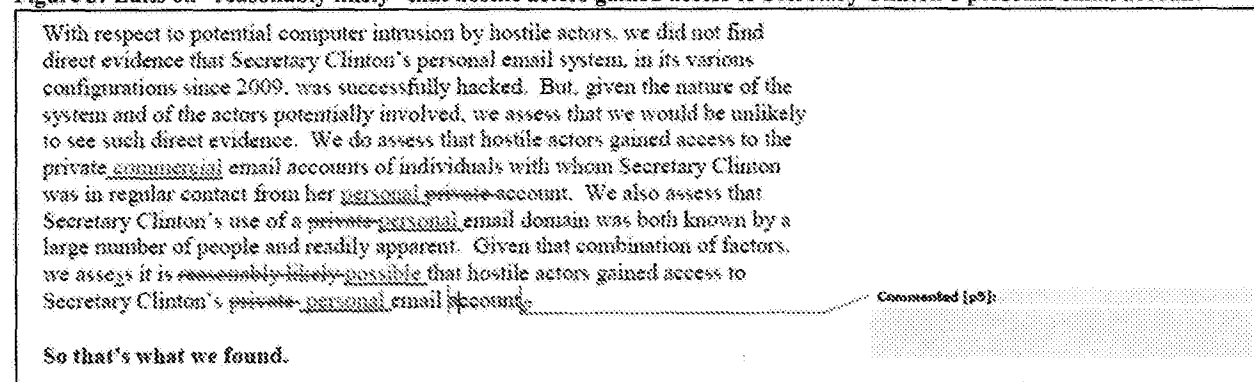 With respect to potential computer intrusion by hostile actors, we did not find
direct evidence that Secretary Clinton's personal email system, in its various
configurations since 2009, was successfully hacked. But, given the nature of the
system and of the actors potentially involved, we assess that we would be unlikely
to see such direct evidence. We do assess that hostile actors gained access to the
private commercial email accounts of individuals with whom Secretary Clinton
was in regular contact from her personal private account. We also assess that
Secretary Clinton's use of a private personal email domain was both known by a
large number of people and readily apparent. Given that combination of factors,
we assess it is reasonably likely possible that hostile actors gained access to
Secretary Clinton's private personal email account.
Commented [p9]:
So that's what we found.